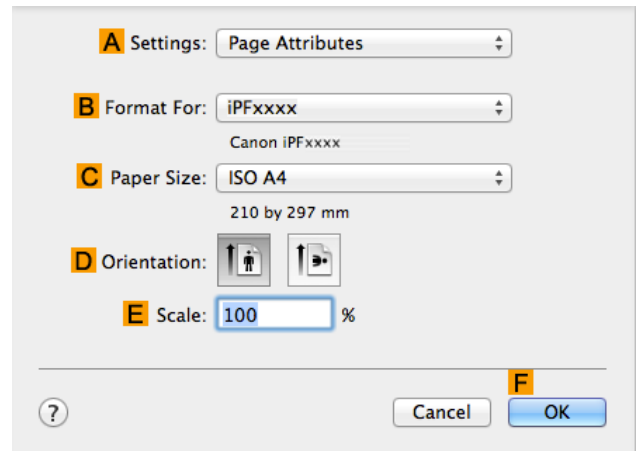 A Settings: Page Attributes
B Format For: iPFxxxx
Canon iPFxxxx
C Paper Size: ISO A4
210 by 297 mm
D Orientation:
E Scale: 100 %
F
? Cancel OK